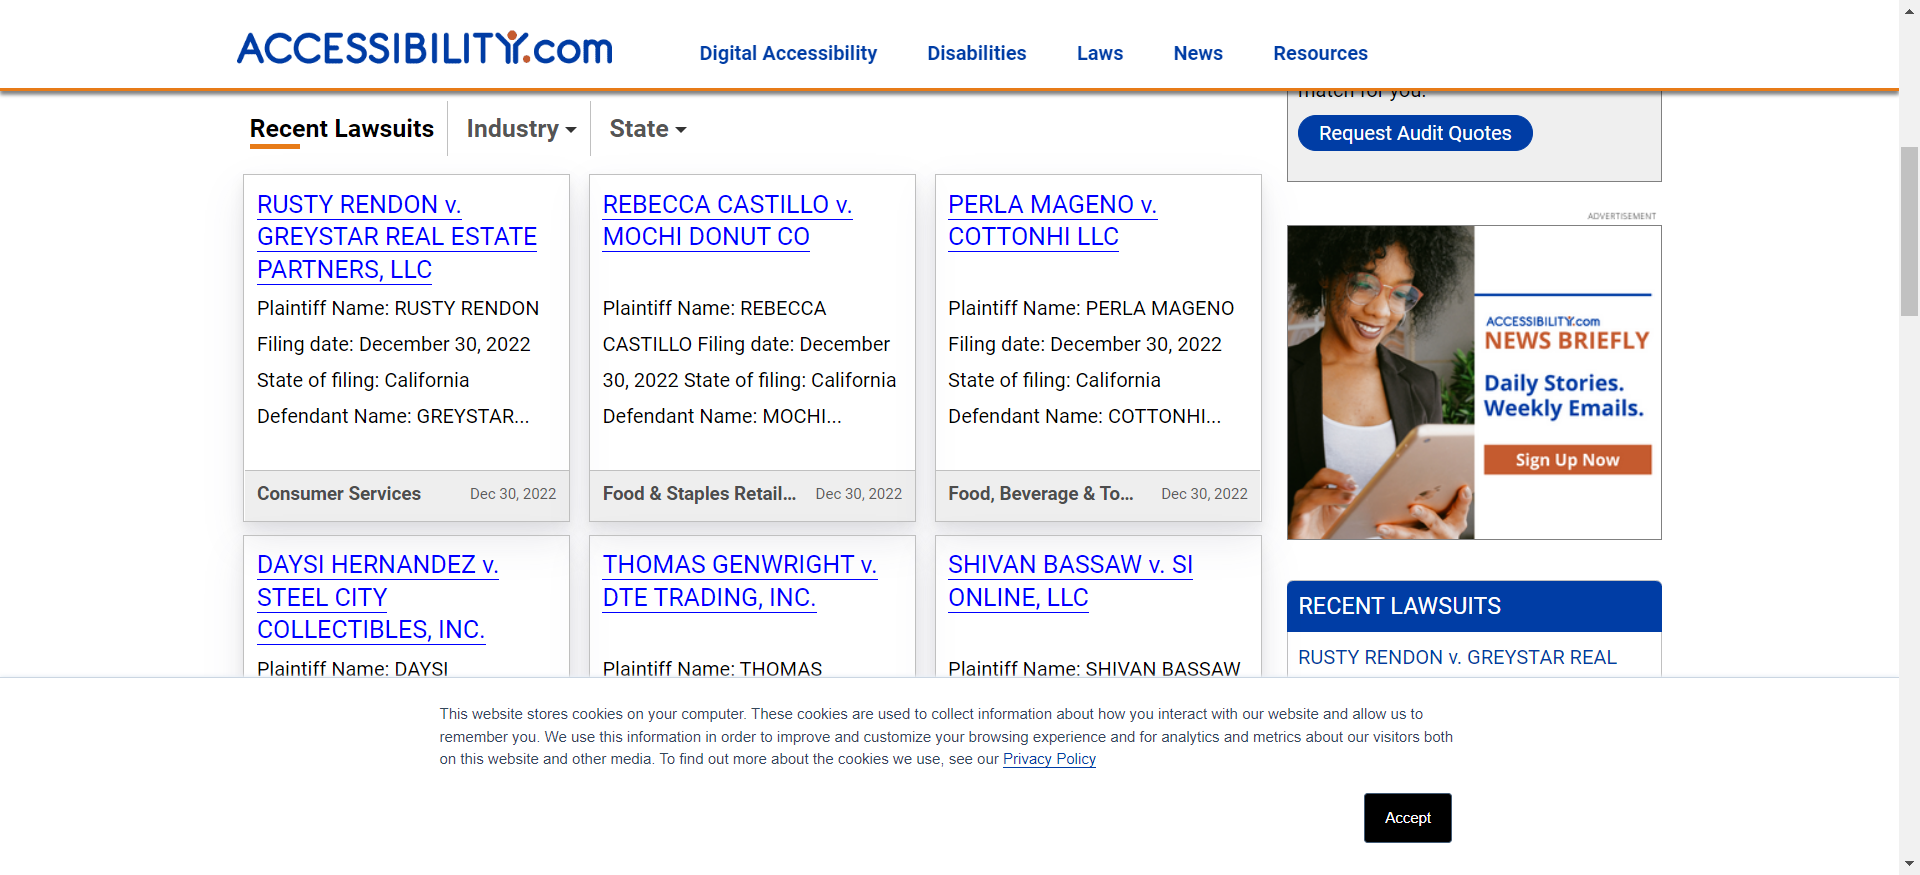 ACCESSIBILITY.com
Digital Accessibility
Disabilities
Laws
News
Resources
Recent Lawsuits
Industry
State
RUSTY RENDON v.
GREYSTAR REAL ESTATE
PARTNERS, LLC
Plaintiff Name: RUSTY RENDON
Filing date: December 30, 2022
State of filing: California
Defendant Name: GREYSTAR...
Consumer Services
Dec 30, 2022
REBECCA CASTILLO v.
MOCHI DONUT CO
Plaintiff Name: REBECCA
CASTILLO Filing date: December
30, 2022 State of filing: California
Defendant Name: MOCHI...
Food & Staples Retail...
Dec 30, 2022
PERLA MAGENO v.
COTTONHI LLC
Plaintiff Name: PERLA MAGENO
Filing date: December 30, 2022
State of filing: California
Defendant Name: COTTONHI...
Food, Beverage & To...
Dec 30, 2022
DAYSI HERNANDEZ v.
STEEL CITY
COLLECTIBLES, INC.
Plaintiff Name: DAYSI
THOMAS GENWRIGHT v.
DTE TRADING, INC.
Plaintiff Name: THOMAS
SHIVAN BASSAW v. SI
ONLINE, LLC
Plaintiff Name: SHIVAN BASSAW
match for you.
Request Audit Quotes
ADVERTISEMENT
ACCESSIBILITY.com
NEWS BRIEFLY
Daily Stories.
Weekly Emails.
Sign Up Now
RECENT LAWSUITS
RUSTY RENDON v. GREYSTAR REAL
This website stores cookies on your computer. These cookies are used to collect information about how you interact with our website and allow us to
remember you. We use this information in order to improve and customize your browsing experience and for analytics and metrics about our visitors both
on this website and other media. To find out more about the cookies we use, see our Privacy Policy
Accept